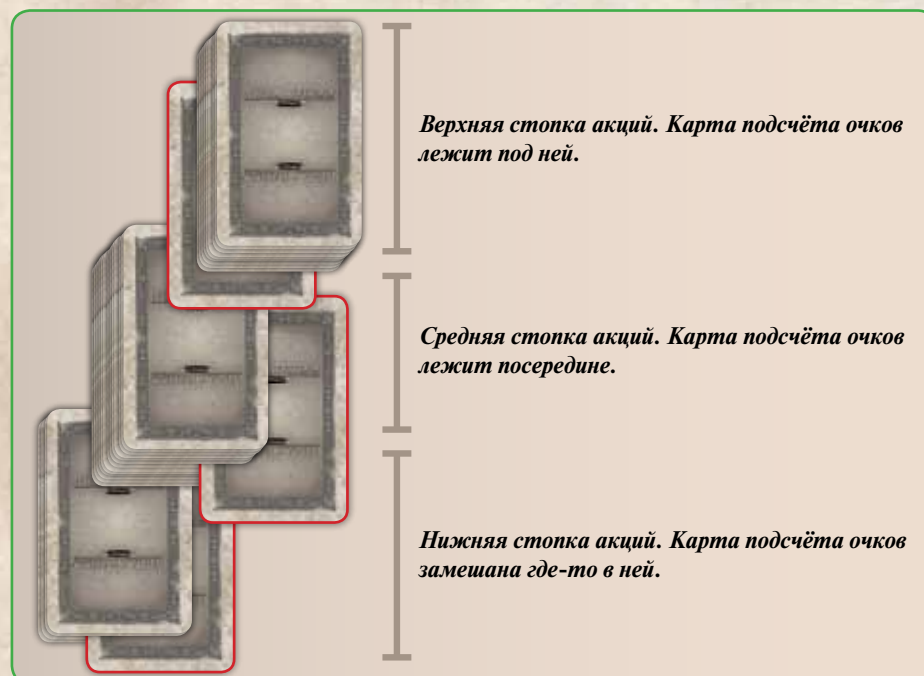 Верхняя стопка акций. Карта подсчёта очков
лежит под ней.
Средняя стопка акций. Карта подсчёта очков
лежит посередине.
Нижняя стопка акций. Карта подсчёта очков
замешана где-то в ней.